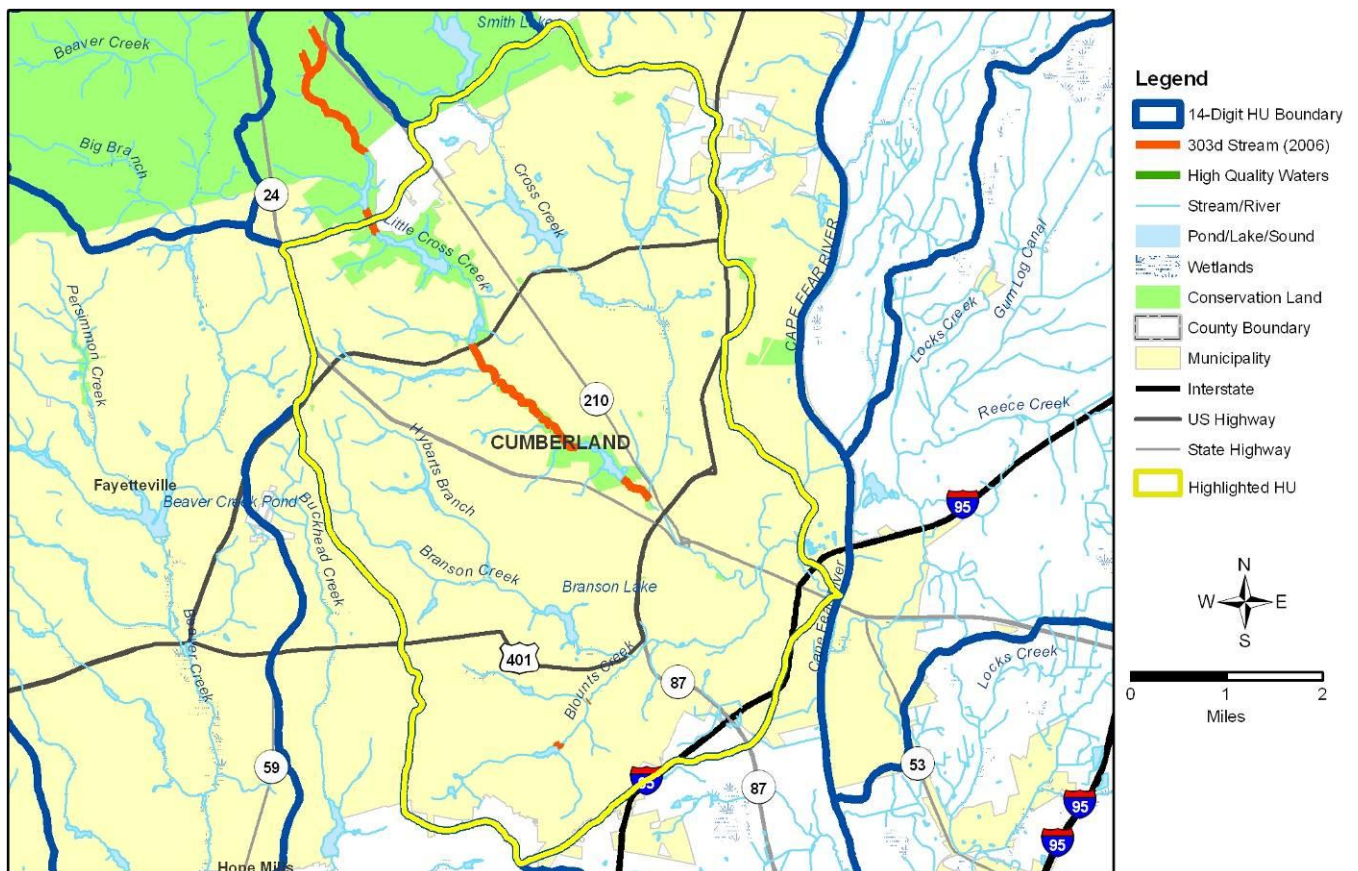 Smith Lake
Beaver Creek
Big Branch
24
Cross Creek
Little Cross Creek
CAPE FEAR RIVER
Gum Log Canal
Locks Creek
Persimmon Creek
210
Reece Creek
CUMBERLAND
Hybarts Branch
Fayetteville
Beaver Creek Pond
Buckhead Creek
95
Branson Creek
Branson Lake
Cape Fear River
Beaver Creek
401
Blounts Creek
Locks Creek
87
59
95
87
53
95
95
Hope Mills
Legend
14-Digit HU Boundary
303d Stream (2006)
High Quality Waters
Stream/River
Pond/Lake/Sound
Wetlands
Conservation Land
County Boundary
Municipality
Interstate
US Highway
State Highway
Highlighted HU
N
W E
S
0 1 2
Miles